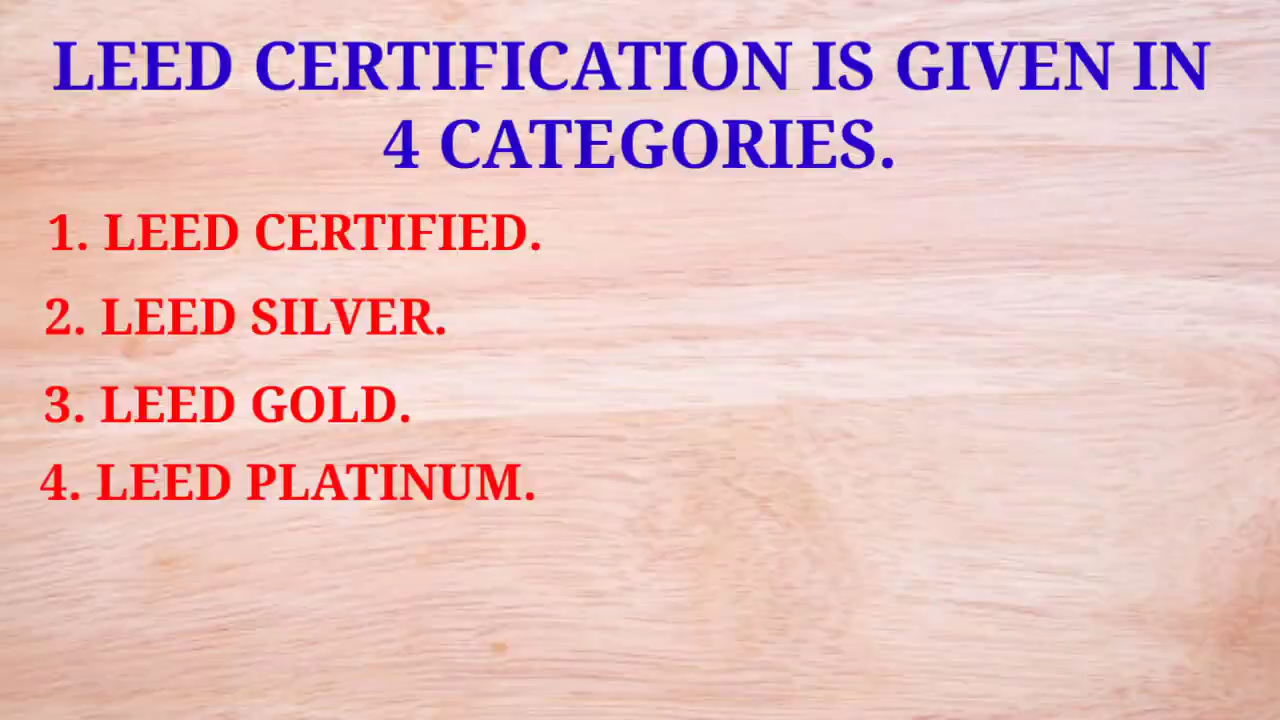 LEED CERTIFICATION IS GIVEN IN
4 CATEGORIES.
1. LEED CERTIFIED.
2. LEED SILVER.
3. LEED GOLD.
4. LEED PLATINUM.